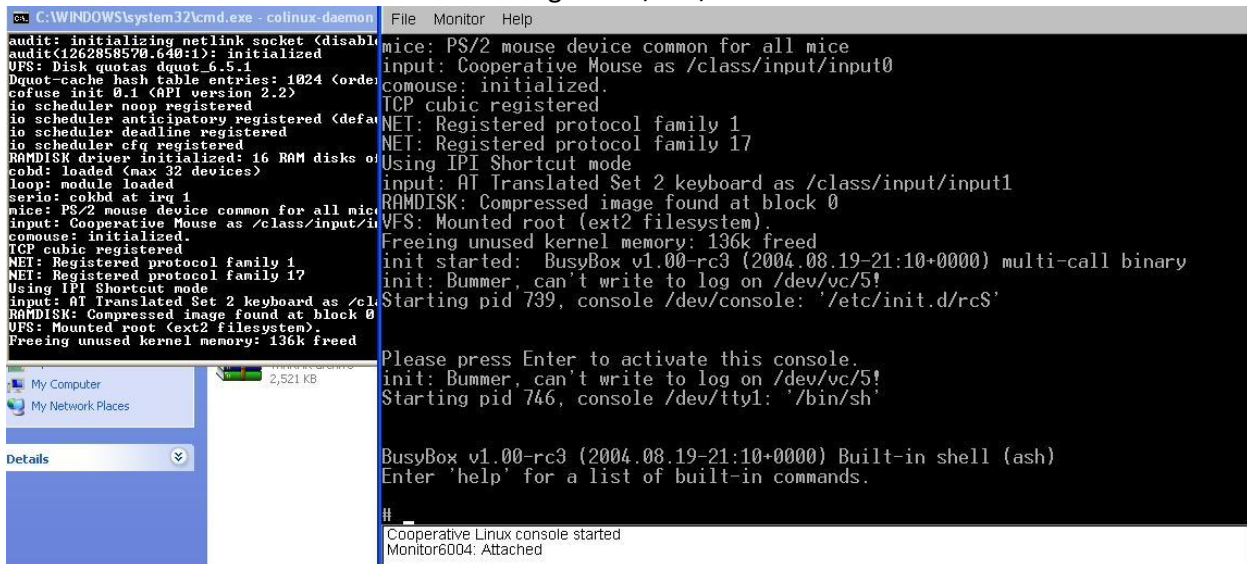 C:\WINDOWS\system32\cmd.exe - colinux-daemon
audit: initializing netlink socket (disabl
audit(1262858570.640:1): initialized
VFS: Disk quotas dquot_6.5.1
Dquot-cache hash table entries: 1024 (order
cofuse init 0.1 (API version 2.2)
io scheduler noop registered
io scheduler anticipatory registered (defau
io scheduler deadline registered
io scheduler cfq registered
RAMDISK driver initialized: 16 RAM disks of
cobd: loaded (max 32 devices)
loop: module loaded
serio: cokbd at irq 1
mice: PS/2 mouse device common for all mice
input: Cooperative Mouse as /class/input/in
comouse: initialized.
TCP cubic registered
NET: Registered protocol family 1
NET: Registered protocol family 17
Using IPI Shortcut mode
input: AT Translated Set 2 keyboard as /cla
RAMDISK: Compressed image found at block 0
VFS: Mounted root (ext2 filesystem).
Freeing unused kernel memory: 136k freed
2,521 KB
My Computer
My Network Places
Details
File Monitor Help
mice: PS/2 mouse device common for all mice
input: Cooperative Mouse as /class/input/input0
comouse: initialized.
TCP cubic registered
NET: Registered protocol family 1
NET: Registered protocol family 17
Using IPI Shortcut mode
input: AT Translated Set 2 keyboard as /class/input/input1
RAMDISK: Compressed image found at block 0
VFS: Mounted root (ext2 filesystem).
Freeing unused kernel memory: 136k freed
init started:  BusyBox v1.00-rc3 (2004.08.19-21:10+0000) multi-call binary
init: Bummer, can't write to log on /dev/vc/5!
Starting pid 739, console /dev/console: '/etc/init.d/rcS'
Please press Enter to activate this console.
init: Bummer, can't write to log on /dev/vc/5!
Starting pid 746, console /dev/tty1: '/bin/sh'
BusyBox v1.00-rc3 (2004.08.19-21:10+0000) Built-in shell (ash)
Enter 'help' for a list of built-in commands.
# _
Cooperative Linux console started
Monitor6004: Attached